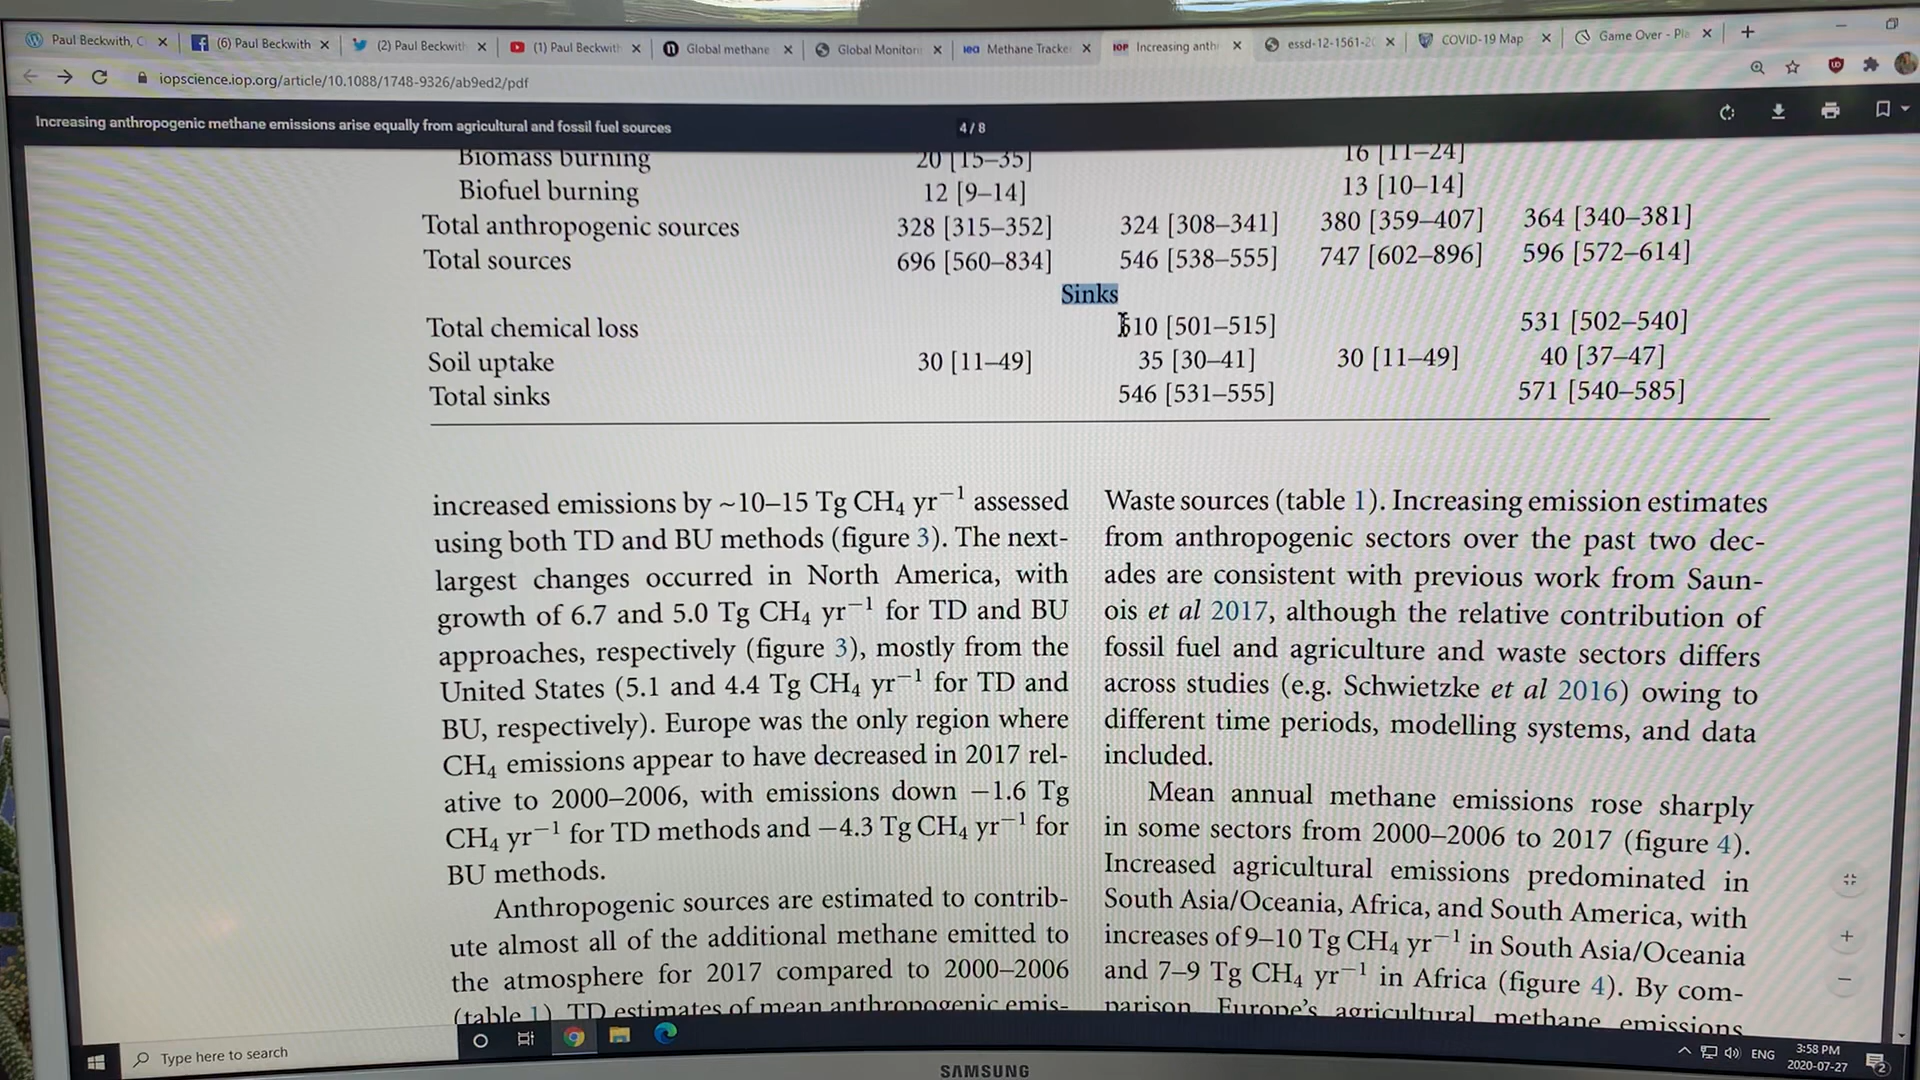 Paul Beckwith, C
(6) Paul Beckwith
(2) Paul Beckwith
(1) Paul Beckwith
Global methane
Global Monitori
iea Methane Tracke
IOP Increasing anth
essd-12-1561-20
COVID-19 Map
Game Over - Pla
iopscience.iop.org/article/10.1088/1748-9326/ab9ed2/pdf
Increasing anthropogenic methane emissions arise equally from agricultural and fossil fuel sources
4/8
Biomass burning 20 [15–35] 16 [11–24]
Biofuel burning 12 [9–14] 13 [10–14]
Total anthropogenic sources 328 [315–352] 324 [308–341] 380 [359–407] 364 [340–381]
Total sources 696 [560–834] 546 [538–555] 747 [602–896] 596 [572–614]
Sinks
Total chemical loss 510 [501–515] 531 [502–540]
Soil uptake 30 [11–49] 35 [30–41] 30 [11–49] 40 [37–47]
Total sinks 546 [531–555] 571 [540–585]
increased emissions by ~10–15 Tg CH₄ yr⁻¹ assessed
using both TD and BU methods (figure 3). The next-
largest changes occurred in North America, with
growth of 6.7 and 5.0 Tg CH₄ yr⁻¹ for TD and BU
approaches, respectively (figure 3), mostly from the
United States (5.1 and 4.4 Tg CH₄ yr⁻¹ for TD and
BU, respectively). Europe was the only region where
CH₄ emissions appear to have decreased in 2017 rel-
ative to 2000–2006, with emissions down −1.6 Tg
CH₄ yr⁻¹ for TD methods and −4.3 Tg CH₄ yr⁻¹ for
BU methods.
Anthropogenic sources are estimated to contrib-
ute almost all of the additional methane emitted to
the atmosphere for 2017 compared to 2000–2006
(table 1). TD estimates of mean anthropogenic emis-
Waste sources (table 1). Increasing emission estimates
from anthropogenic sectors over the past two dec-
ades are consistent with previous work from Saun-
ois et al 2017, although the relative contribution of
fossil fuel and agriculture and waste sectors differs
across studies (e.g. Schwietzke et al 2016) owing to
different time periods, modelling systems, and data
included.
Mean annual methane emissions rose sharply
in some sectors from 2000–2006 to 2017 (figure 4).
Increased agricultural emissions predominated in
South Asia/Oceania, Africa, and South America, with
increases of 9–10 Tg CH₄ yr⁻¹ in South Asia/Oceania
and 7–9 Tg CH₄ yr⁻¹ in Africa (figure 4). By com-
parison, Europe's agricultural methane emissions
Type here to search
ENG
3:58 PM
2020-07-27
2
SAMSUNG